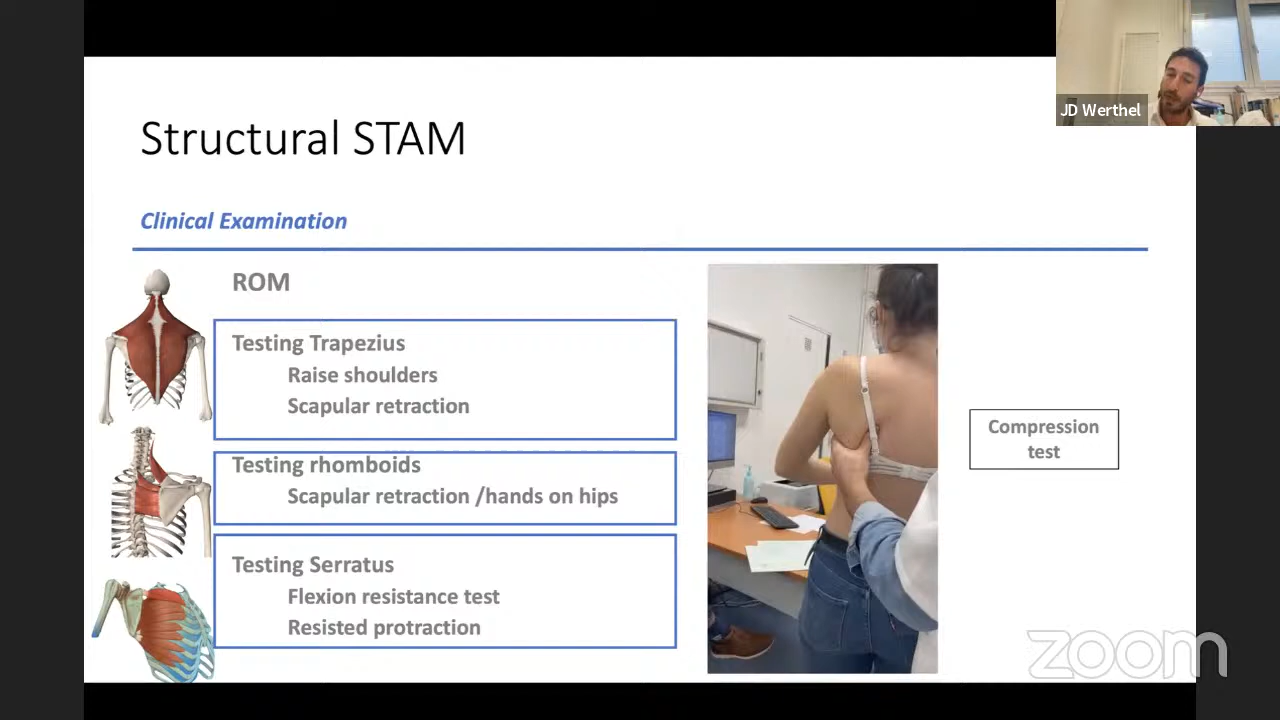 JD Werthel
Structural STAM
Clinical Examination
ROM
Testing Trapezius
Raise shoulders
Scapular retraction
Testing rhomboids
Scapular retraction /hands on hips
Testing Serratus
Flexion resistance test
Resisted protraction
Compression
test
zoom